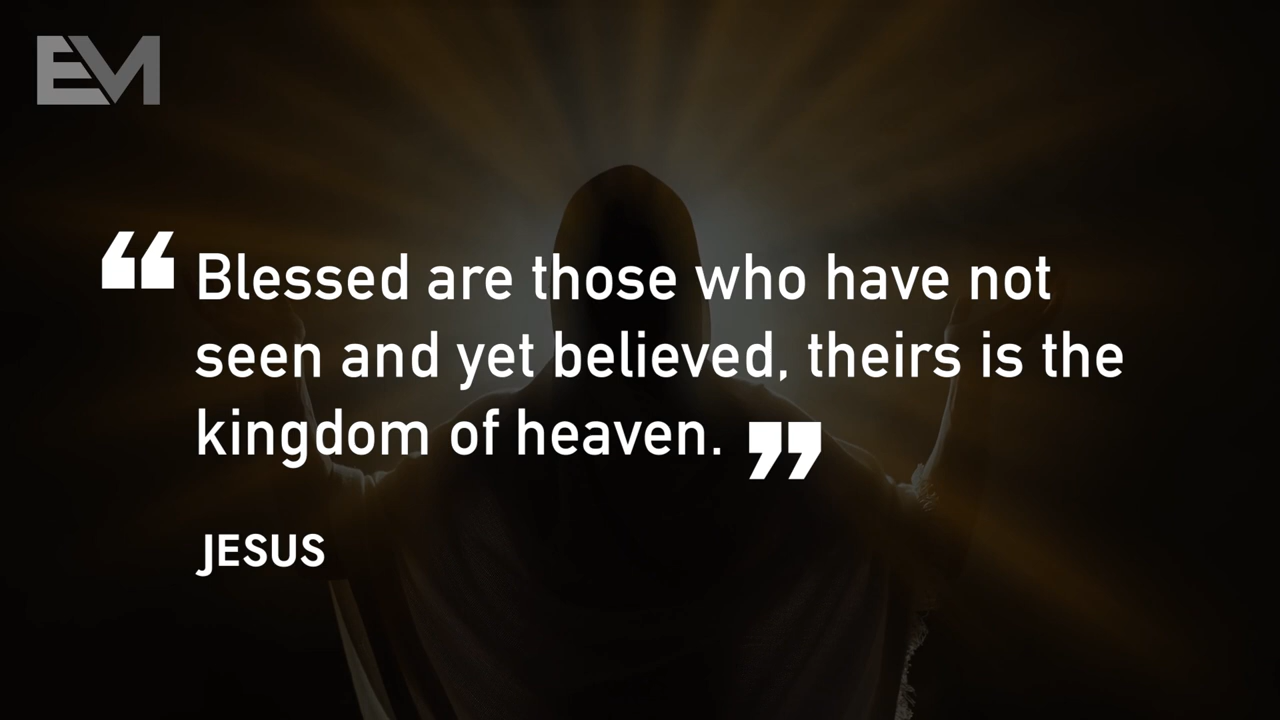 EM
“Blessed are those who have not
seen and yet believed, theirs is the
kingdom of heaven.”
JESUS